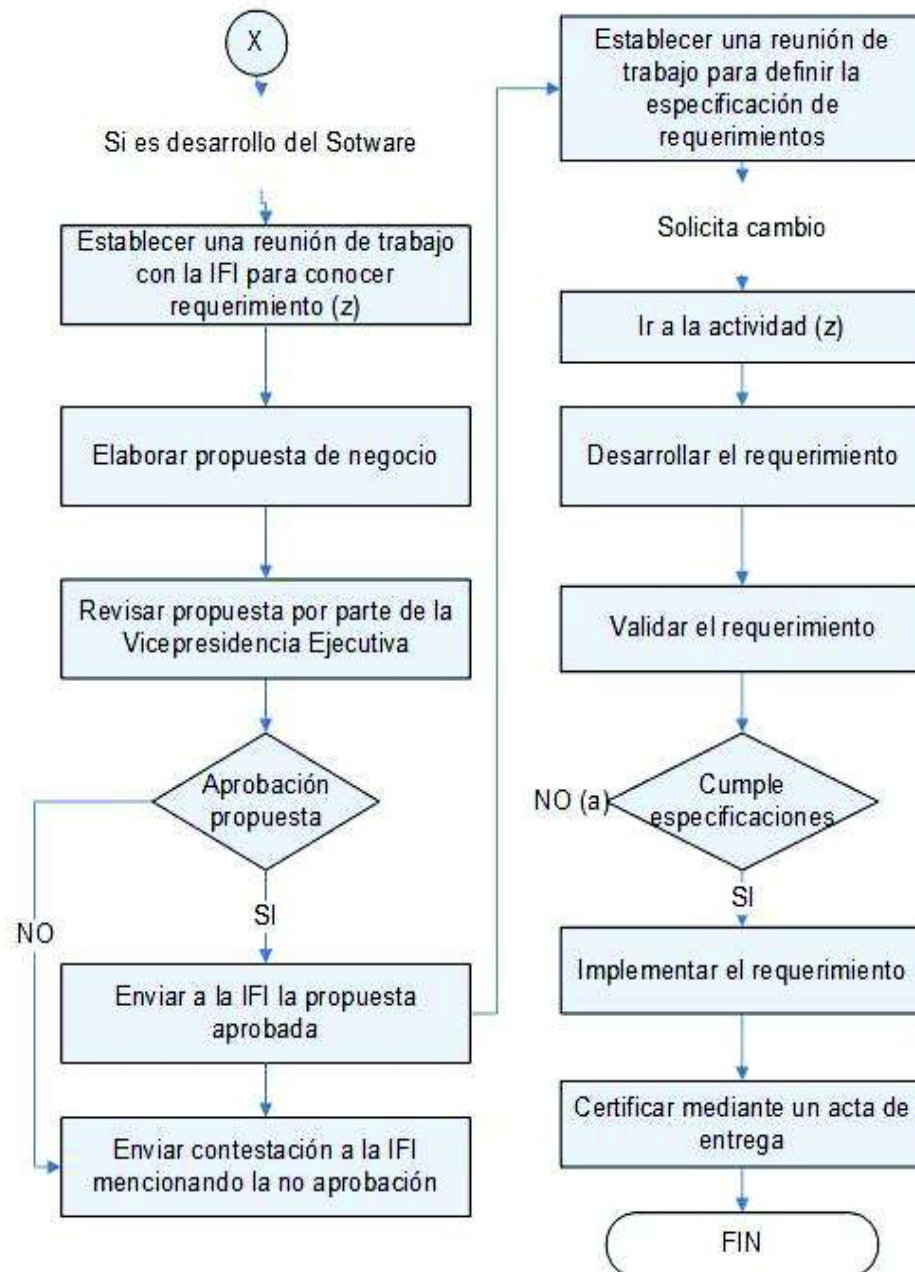 X
Si es desarrollo del Sotware
Establecer una reunión de trabajo
con la IFI para conocer
requerimiento (z)
Elaborar propuesta de negocio
Revisar propuesta por parte de la
Vicepresidencia Ejecutiva
Aprobación
propuesta
NO
SI
Enviar a la IFI la propuesta
aprobada
Enviar contestación a la IFI
mencionando la no aprobación
Establecer una reunión de
trabajo para definir la
especificación de
requerimientos
Solicita cambio
Ir a la actividad (z)
Desarrollar el requerimiento
Validar el requerimiento
Cumple
especificaciones
NO (a)
SI
Implementar el requerimiento
Certificar mediante un acta de
entrega
FIN